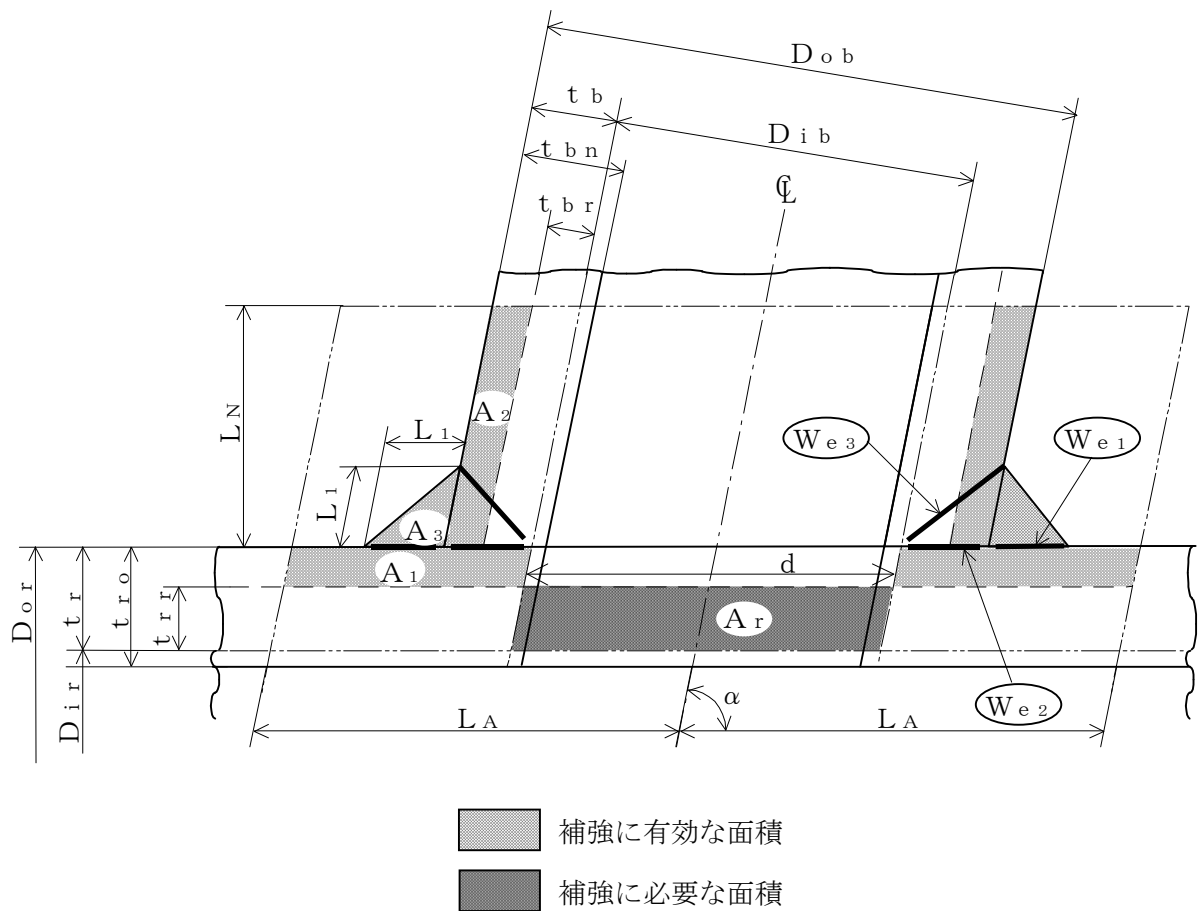 Dob
tb
Dib
tbn
℄
tbr
LN
A2
L1
We3
We1
L1
A3
A1
d
Dor
tr
tro
trr
Ar
Dir
α
We2
LA
LA
補強に有効な面積
補強に必要な面積